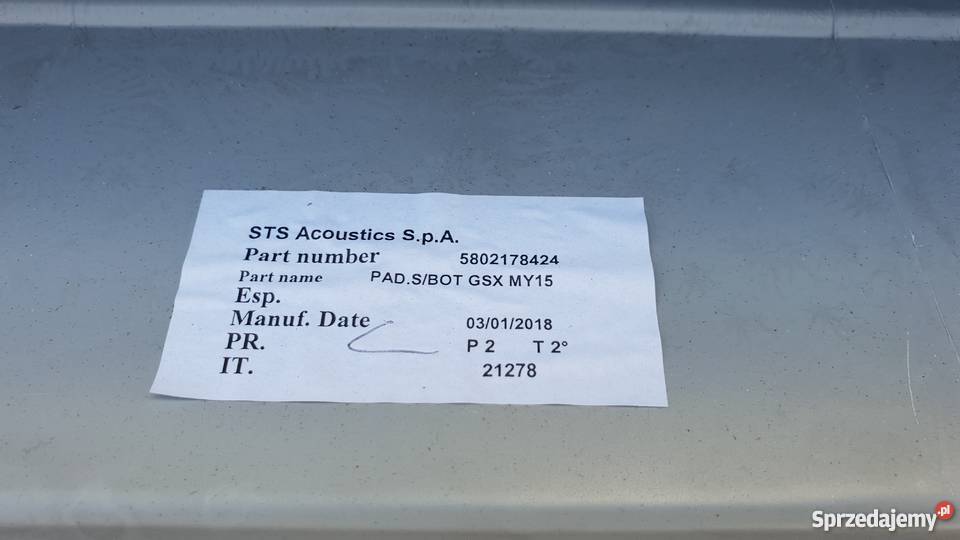 STS Acoustics S.p.A.
Part number 5802178424
Part name PAD.S/BOT GSX MY15
Esp.
Manuf. Date 03/01/2018
PR. P 2 T 2°
IT. 21278
Sprzedajemy.pl